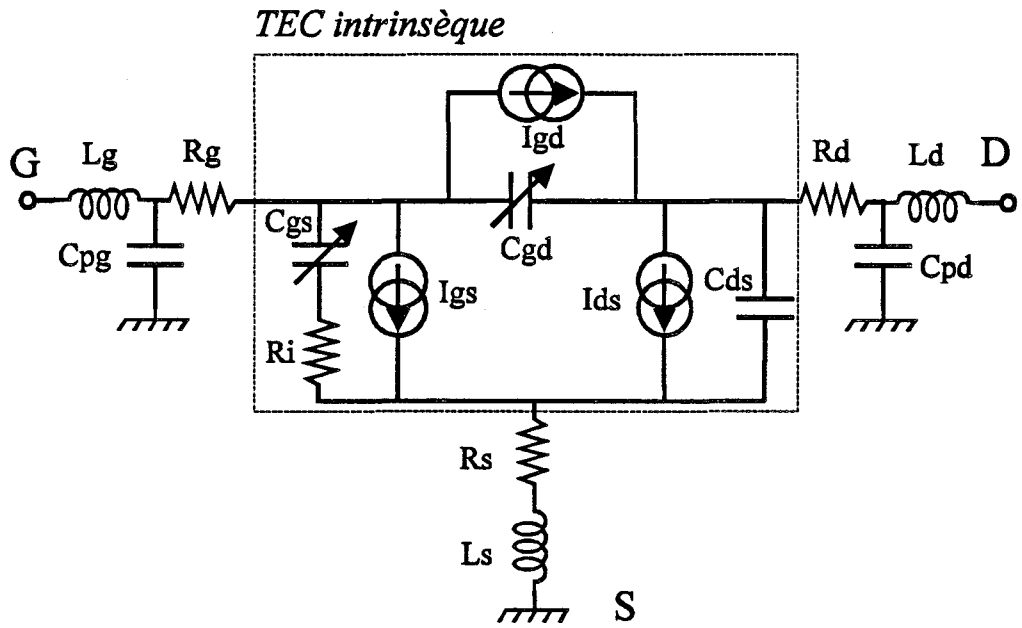 TEC intrinsèque
Igd
G
Lg
Rg
Rd
Ld
D
Cgs
Cgd
Cpg
Igs
Ids
Cds
Cpd
Ri
Rs
Ls
S